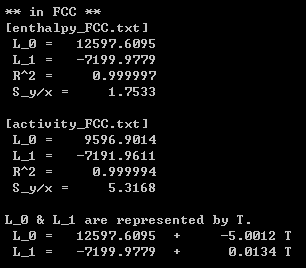 ** in FCC **
[enthalpy_FCC.txt]
L_0 = 12597.6095
L_1 = -7199.9779
R^2 = 0.999997
S_y/x = 1.7533
[activity_FCC.txt]
L_0 = 9596.9014
L_1 = -7191.9611
R^2 = 0.999994
S_y/x = 5.3168
L_0 & L_1 are represented by T.
L_0 = 12597.6095 + -5.0012 T
L_1 = -7199.9779 + 0.0134 T